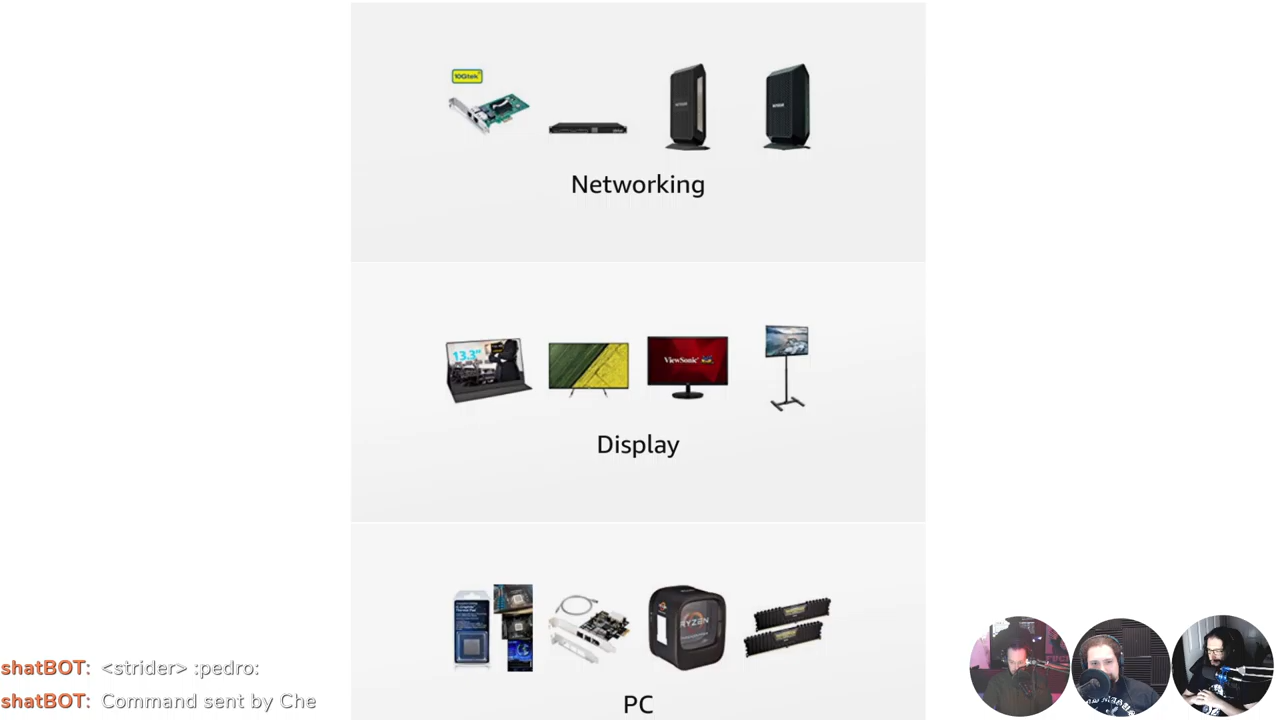 10Gtek
Networking
13.3"
ViewSonic
Display
RYZEN
PC
shatBOT: <strider> :pedro:
shatBOT: Command sent by Che